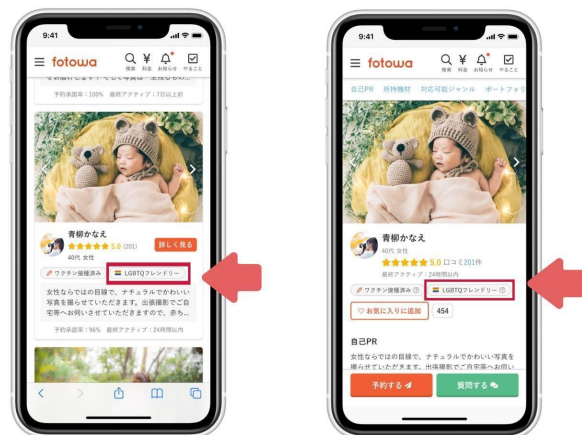 9:41
fotowa
検索 料金 お知らせ やること
予約承諾率：100% 最終アクティブ：7日以上前
青柳かなえ
5.0 (201)
40代 女性
詳しく見る
ワクチン接種済み
LGBTQフレンドリー
女性ならではの目線で、ナチュラルでかわいい
写真を撮らせていただきます。出張撮影でご自
宅等へお伺いさせていただきますので、赤ち...
予約承諾率：96% 最終アクティブ：24時間以内
9:41
fotowa
検索 料金 お知らせ やること
自己PR 所持機材 対応可能ジャンル ポートフォリ
青柳かなえ
40代 女性
5.0 口コミ201件
最終アクティブ：24時間以内
ワクチン接種済み
LGBTQフレンドリー
お気に入りに追加
454
自己PR
女性ならではの目線で、ナチュラルでかわいい写真を
撮らせていただきます。出張撮影でご自宅等へお伺い
予約する
質問する